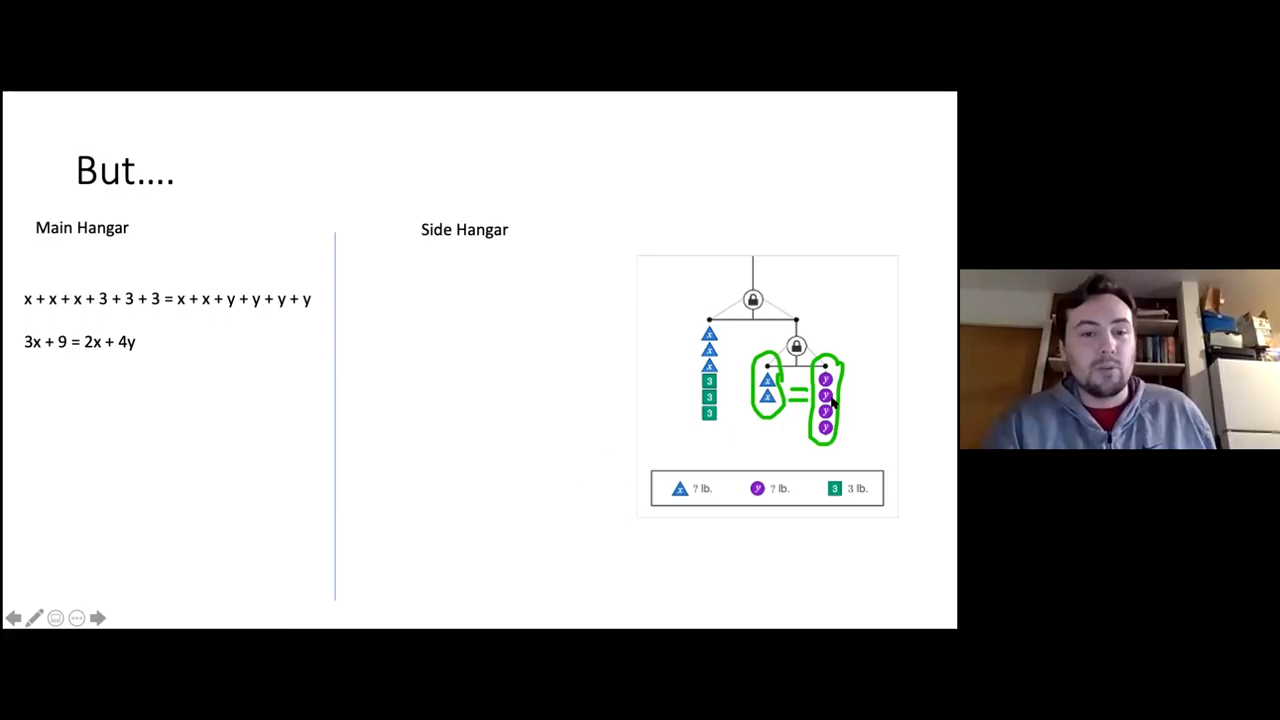 But....
Main Hangar
Side Hangar
x + x + x + 3 + 3 + 3 = x + x + y + y + y + y
3x + 9 = 2x + 4y
x
x
x
3
3
3
x
x
=
y
y
y
y
x ? lb.
y ? lb.
3 3 lb.